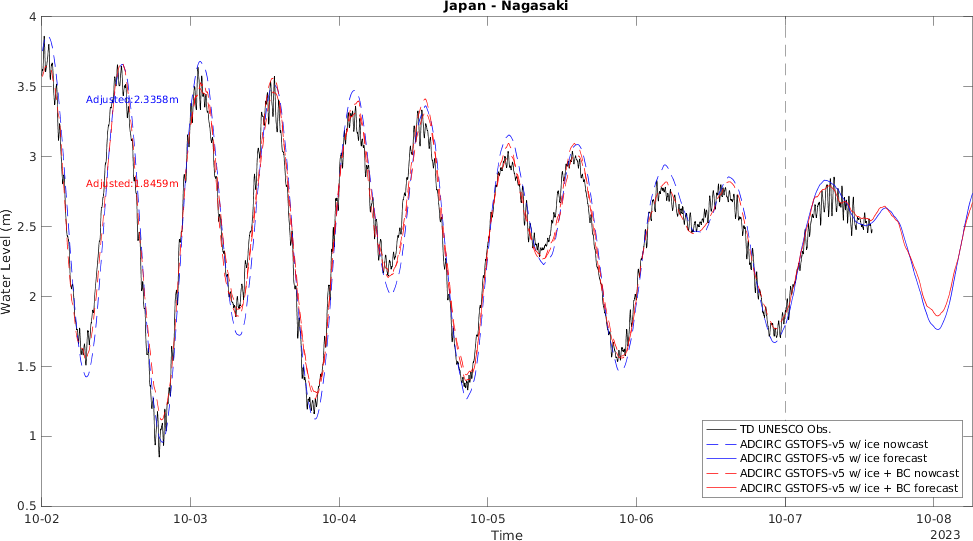 Japan - Nagasaki
Water Level (m)
4
3.5
3
2.5
2
1.5
1
0.5
Adjusted:2.3358m
Adjusted:1.8459m
TD UNESCO Obs.
ADCIRC GSTOFS-v5 w/ ice nowcast
ADCIRC GSTOFS-v5 w/ ice forecast
ADCIRC GSTOFS-v5 w/ ice + BC nowcast
ADCIRC GSTOFS-v5 w/ ice + BC forecast
10-02 10-03 10-04 10-05 10-06 10-07 10-08
Time 2023